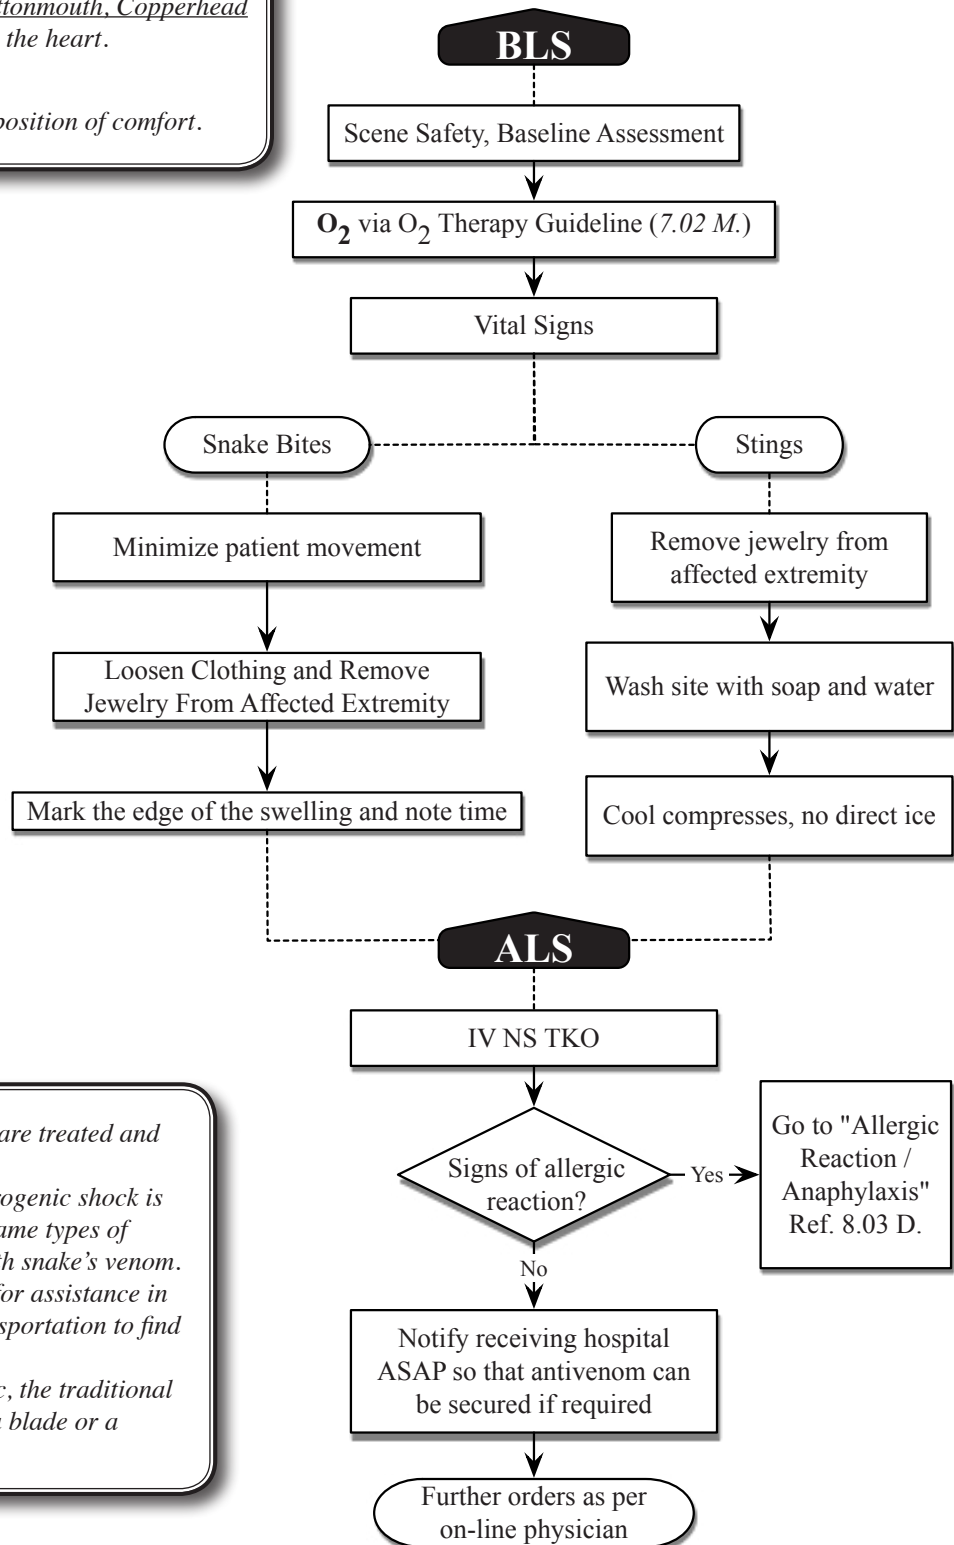 Cottonmouth, Copperhead
the heart.
position of comfort.
BLS
Scene Safety, Baseline Assessment
O2 via O2 Therapy Guideline (7.02 M.)
Vital Signs
Snake Bites
Minimize patient movement
Loosen Clothing and Remove
Jewelry From Affected Extremity
Mark the edge of the swelling and note time
Stings
Remove jewelry from
affected extremity
Wash site with soap and water
Cool compresses, no direct ice
ALS
IV NS TKO
Signs of allergic
reaction?
Yes
Go to "Allergic
Reaction /
Anaphylaxis"
Ref. 8.03 D.
No
Notify receiving hospital
ASAP so that antivenom can
be secured if required
Further orders as per
on-line physician
are treated and
rogenic shock is
ame types of
th snake’s venom.
for assistance in
sportation to find
c, the traditional
a blade or a